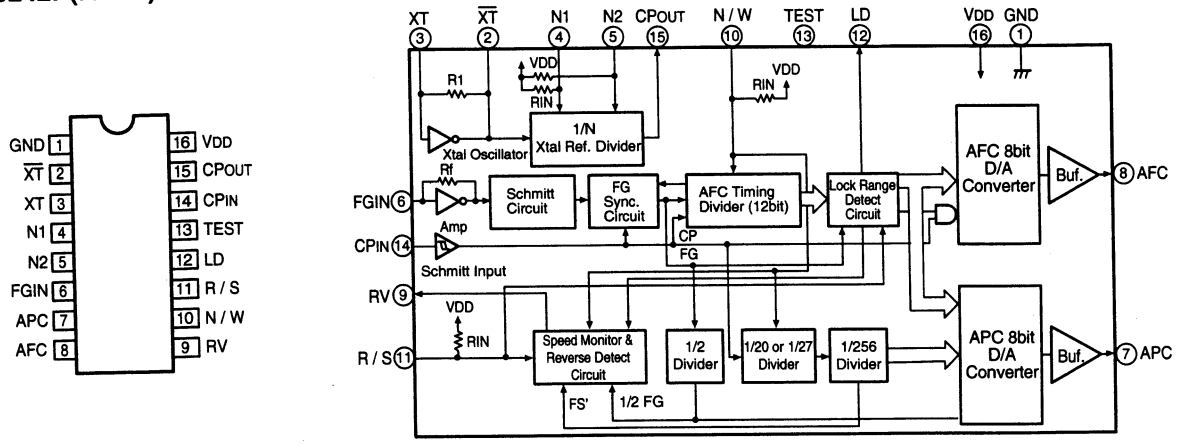 XT
XT
N1
N2
CPOUT
N / W
TEST
LD
VDD
GND
3
2
4
5
15
10
13
12
16
1
GND 1
XT 2
XT 3
N1 4
N2 5
FGIN 6
APC 7
AFC 8
16 VDD
15 CPOUT
14 CPIN
13 TEST
12 LD
11 R / S
10 N / W
9 RV
R1
VDD
RIN
VDD
RIN
Xtal Oscillator
1/N
Xtal Ref. Divider
Rf
FGIN 6
Schmitt
Circuit
FG
Sync.
Circuit
AFC Timing
Divider (12bit)
Lock Range
Detect
Circuit
AFC 8bit
D/A
Converter
Buf.
8 AFC
Amp
CPIN 14
Schmitt Input
CP
FG
RV 9
VDD
RIN
R / S 11
Speed Monitor &
Reverse Detect
Circuit
1/2
Divider
1/20 or 1/27
Divider
1/256
Divider
APC 8bit
D/A
Converter
Buf.
7 APC
FS'
1/2 FG